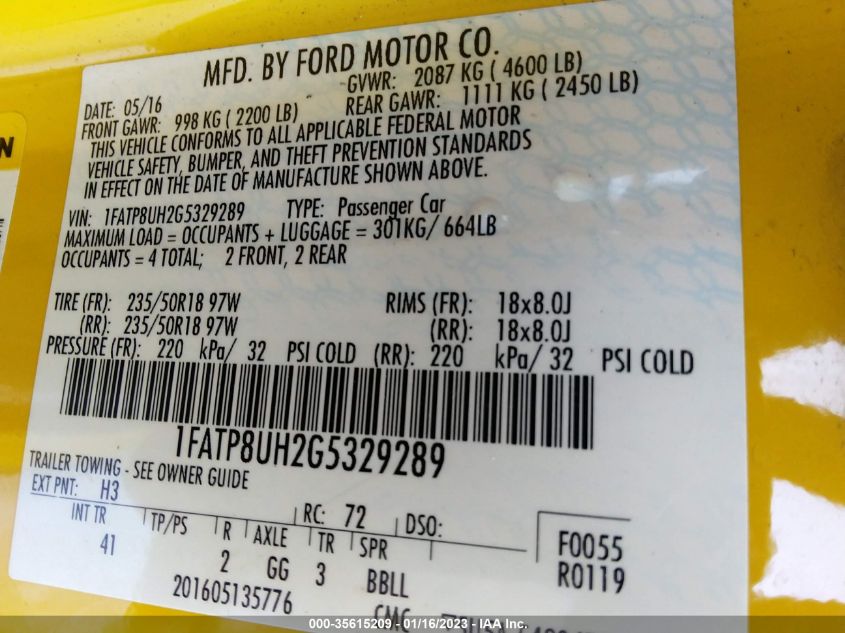 MFD. BY FORD MOTOR CO.
DATE: 05/16 GVWR: 2087 KG ( 4600 LB)
FRONT GAWR: 998 KG ( 2200 LB) REAR GAWR: 1111 KG ( 2450 LB)
THIS VEHICLE CONFORMS TO ALL APPLICABLE FEDERAL MOTOR
VEHICLE SAFETY, BUMPER, AND THEFT PREVENTION STANDARDS
IN EFFECT ON THE DATE OF MANUFACTURE SHOWN ABOVE.
VIN: 1FATP8UH2G5329289 TYPE: Passenger Car
MAXIMUM LOAD = OCCUPANTS + LUGGAGE = 301KG/ 664LB
OCCUPANTS = 4 TOTAL; 2 FRONT, 2 REAR
TIRE (FR): 235/50R18 97W RIMS (FR): 18x8.0J
(RR): 235/50R18 97W (RR): 18x8.0J
PRESSURE (FR): 220 kPa/ 32 PSI COLD (RR): 220 kPa/ 32 PSI COLD
1FATP8UH2G5329289
TRAILER TOWING - SEE OWNER GUIDE
EXT PNT: H3 RC: 72 DSO:
INT TR TP/PS R AXLE TR SPR F0055
41 2 GG 3 BBLL R0119
201605135776
000-35615209 - 01/16/2023 - IAA Inc.